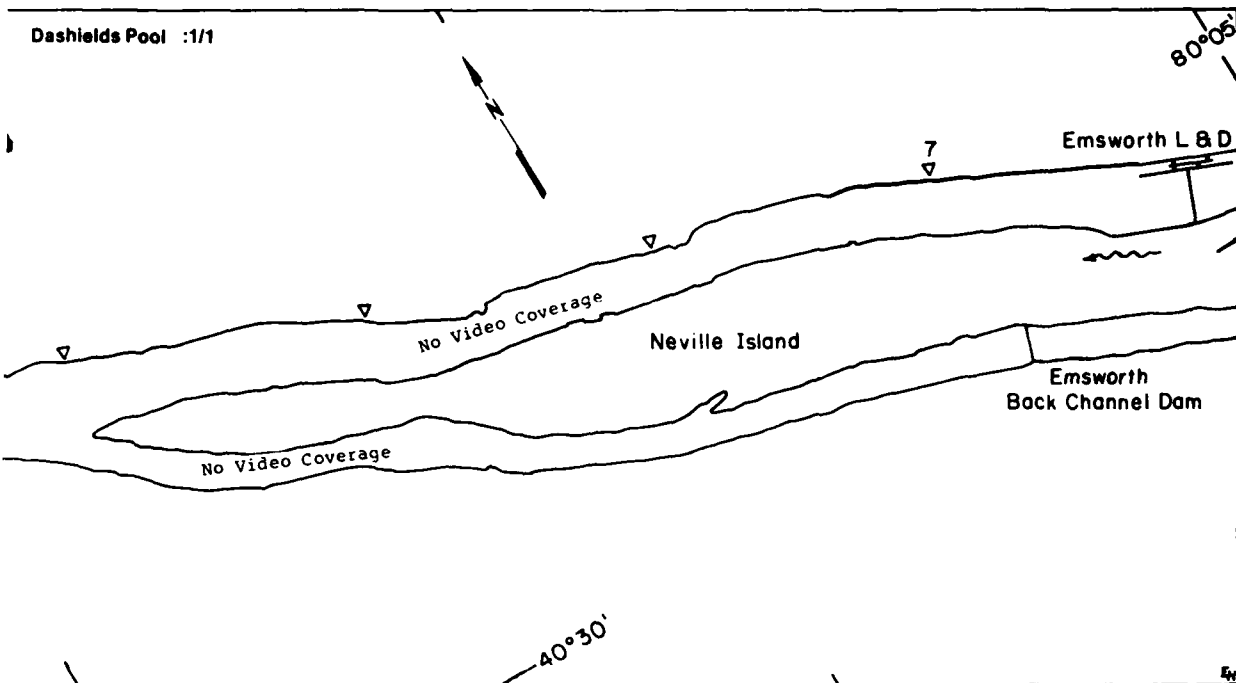 Dashields Pool :1/1
80°05'
N
Emsworth L & D
7
No Video Coverage
Neville Island
Emsworth
Back Channel Dam
No Video Coverage
40°30'